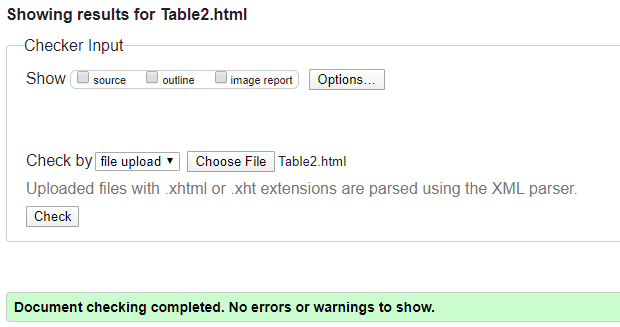 Showing results for Table2.html
Checker Input
Show source outline image report Options...
Check by file upload Choose File Table2.html
Uploaded files with .xhtml or .xht extensions are parsed using the XML parser.
Check
Document checking completed. No errors or warnings to show.